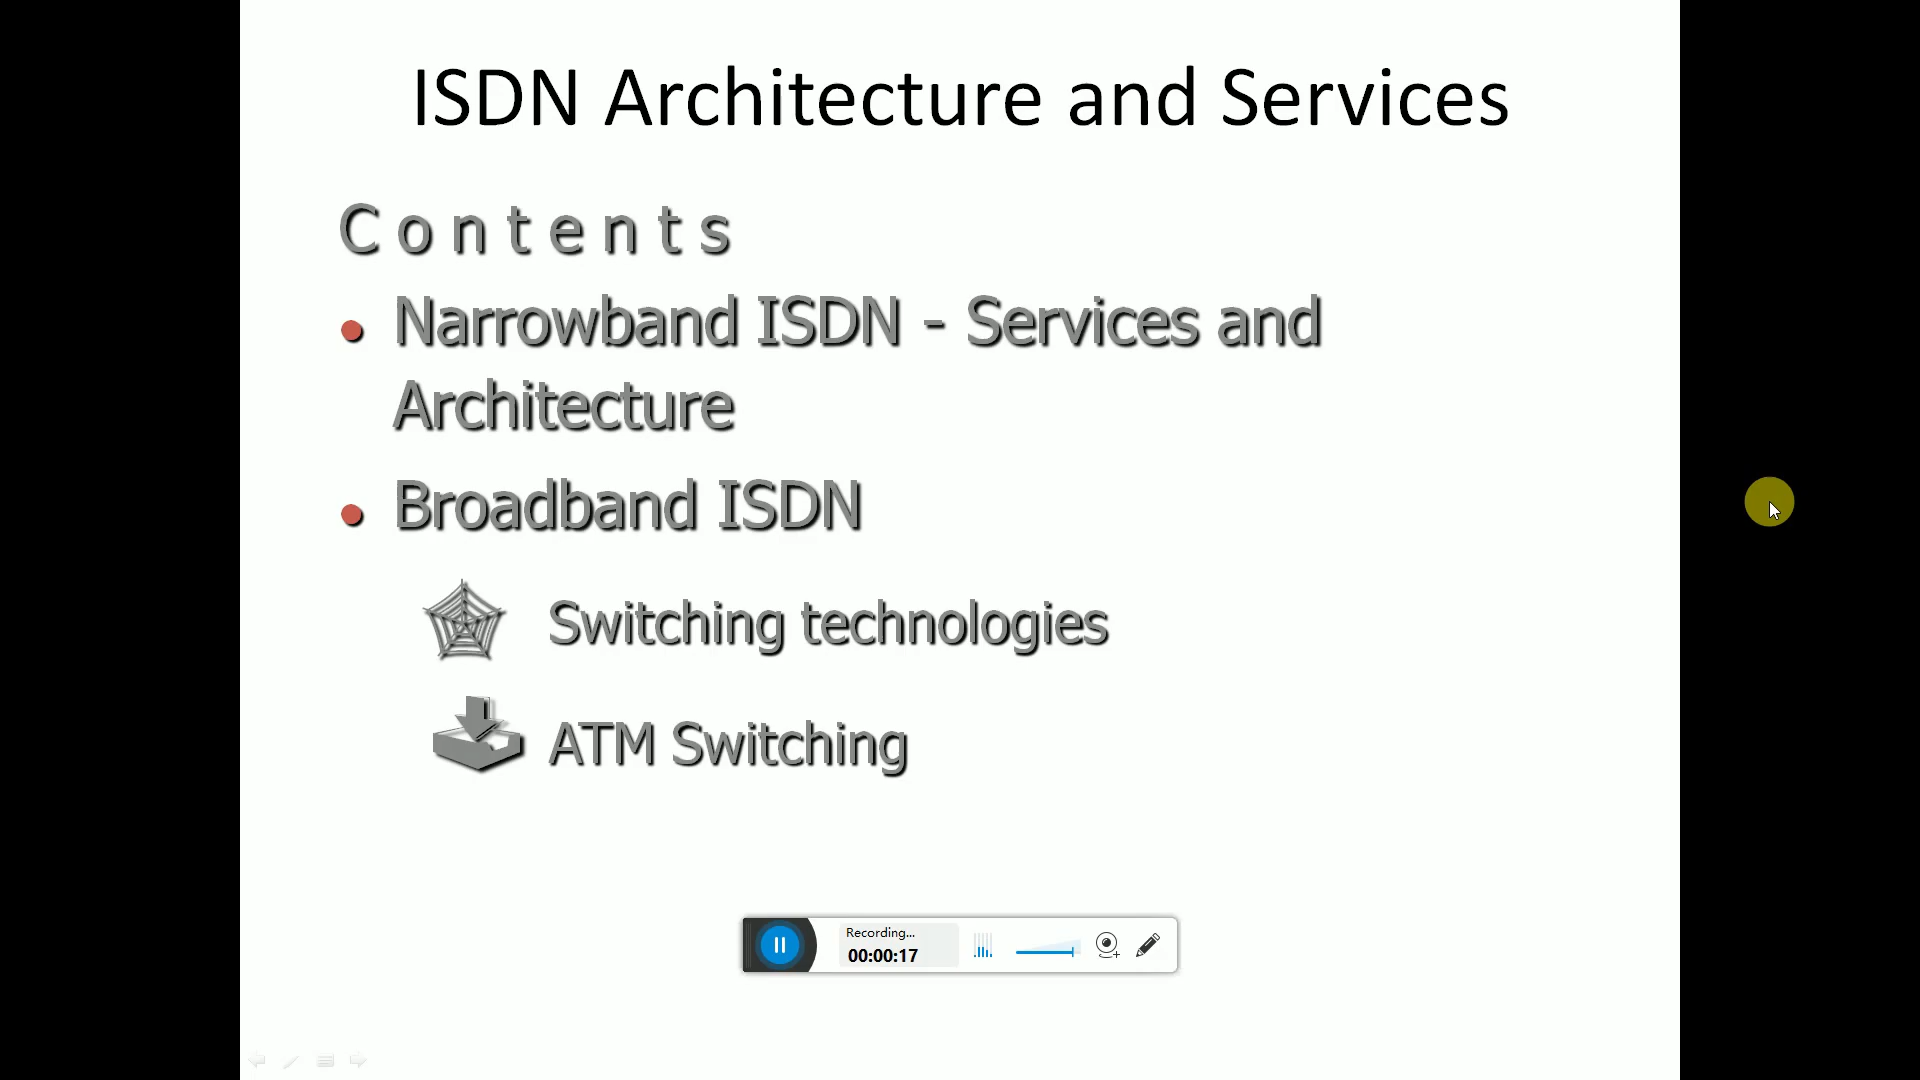 ISDN Architecture and Services
Contents
Narrowband ISDN - Services and
Architecture
Broadband ISDN
Switching technologies
ATM Switching
Recording...
00:00:17